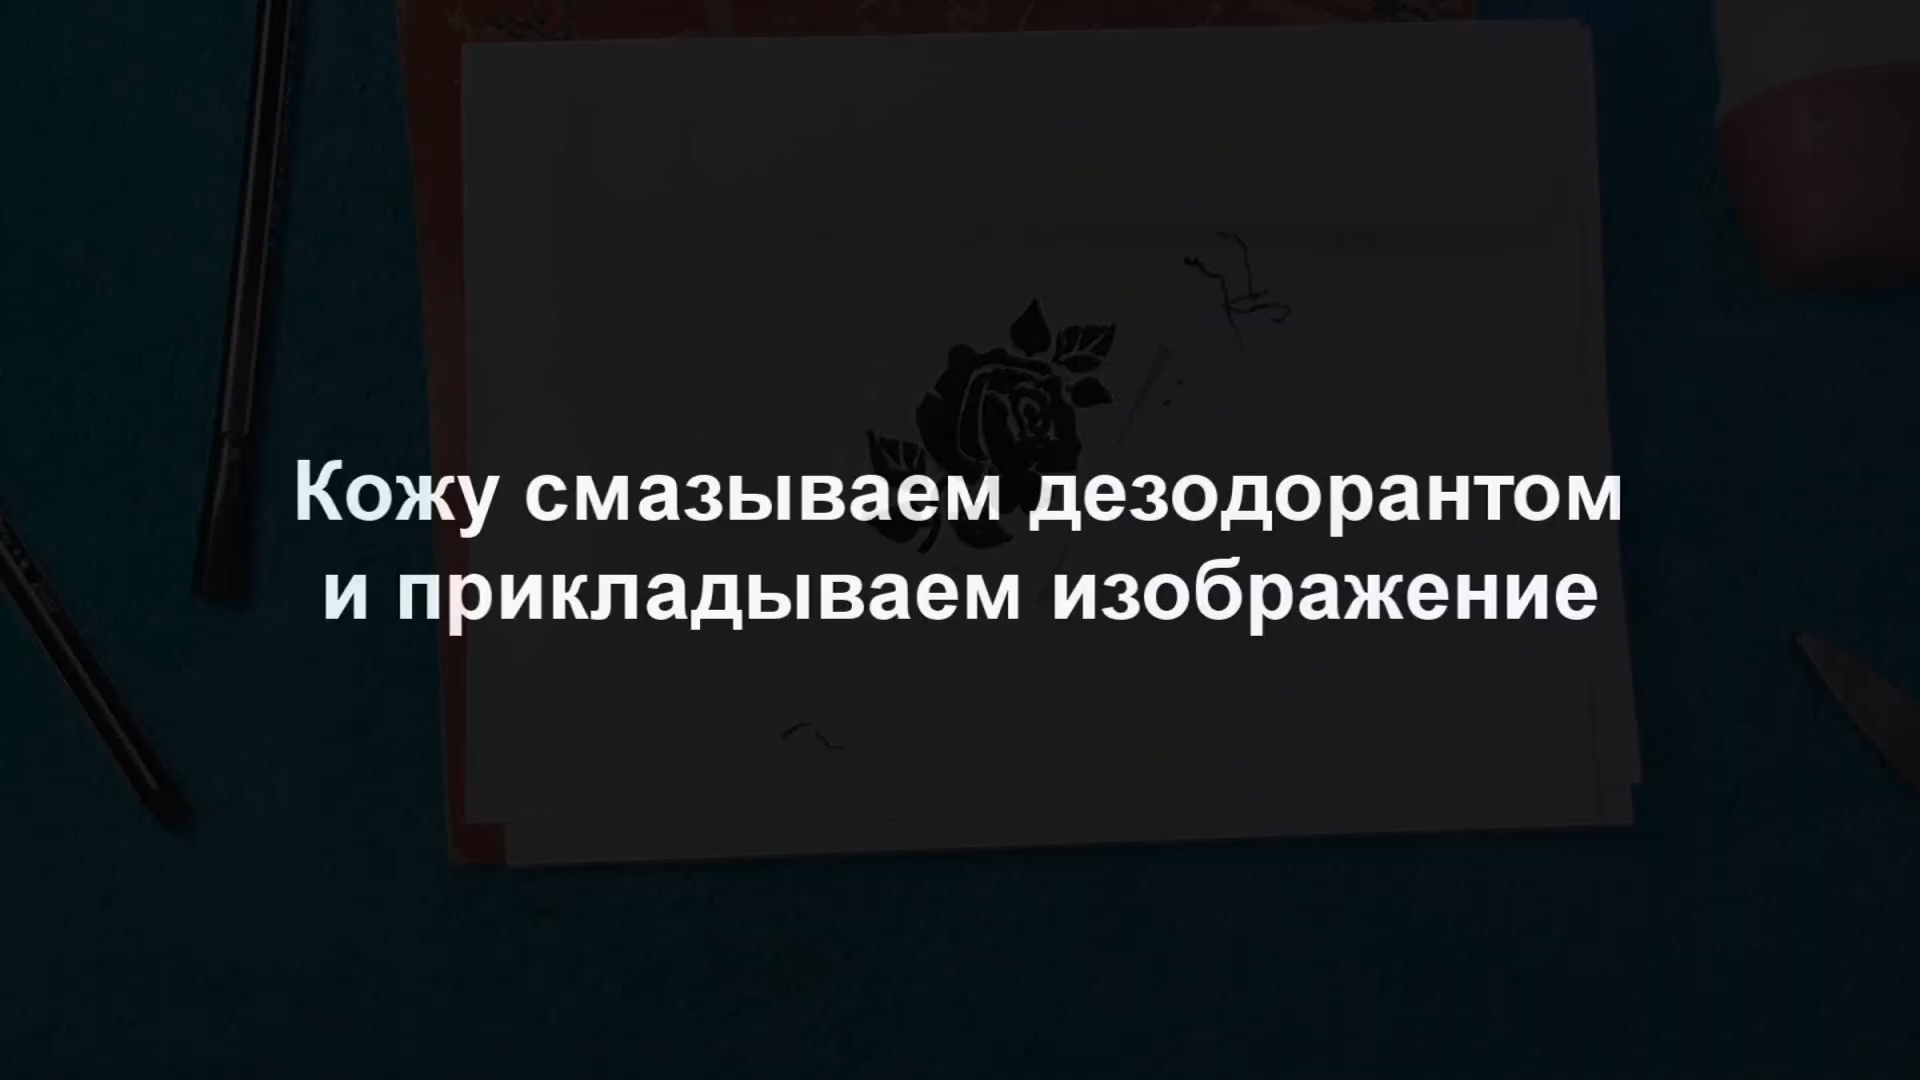 Кожу смазываем дезодорантом
и прикладываем изображение